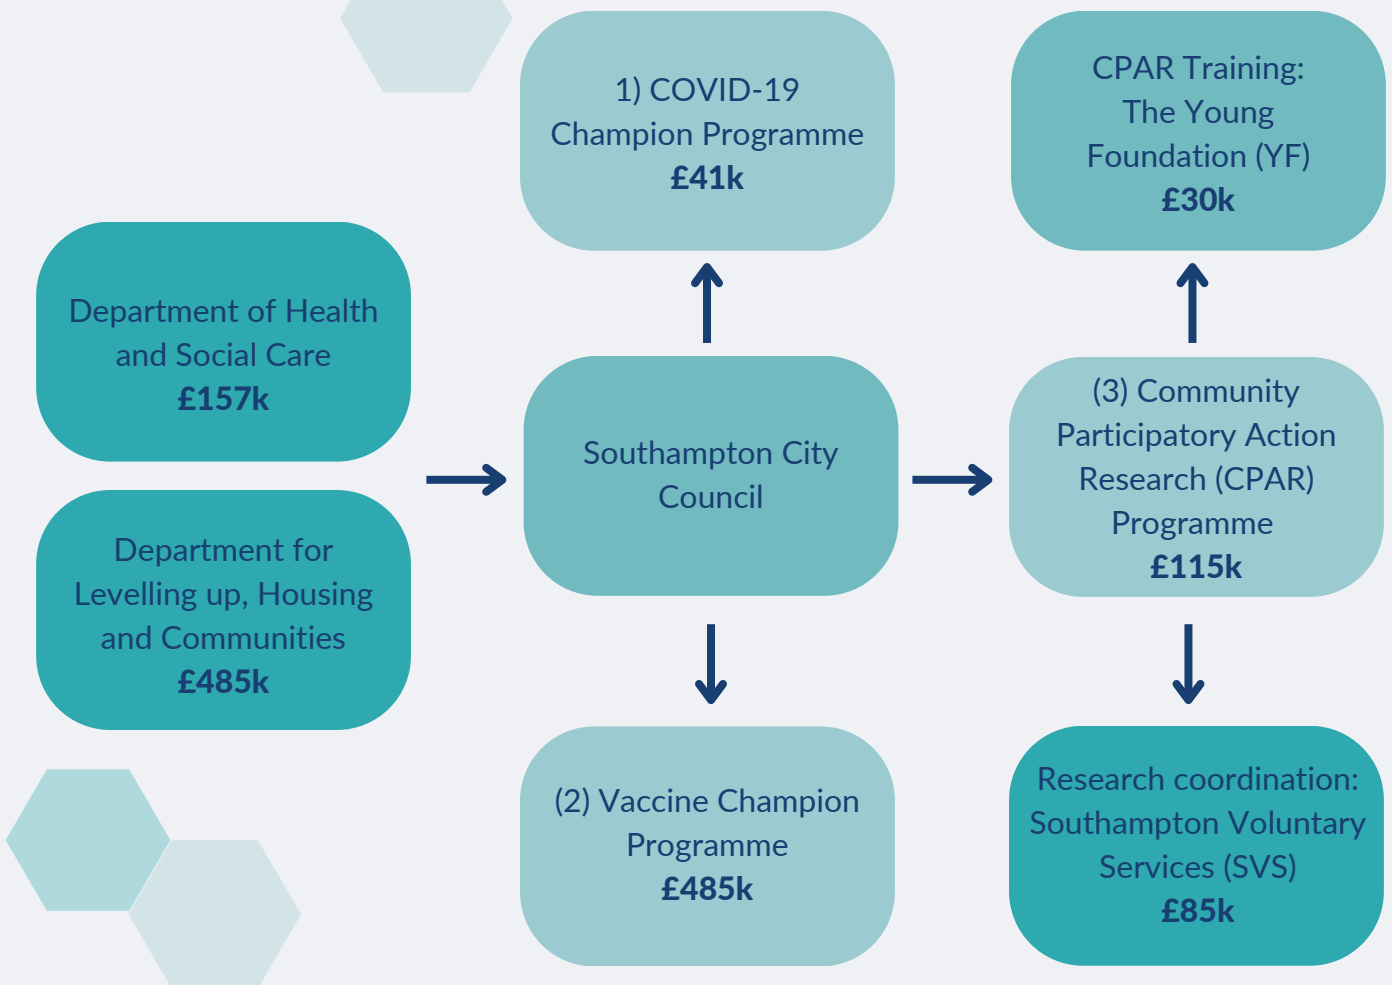 Department of Health
and Social Care
£157k
Department for
Levelling up, Housing
and Communities
£485k
1) COVID-19
Champion Programme
£41k
Southampton City
Council
(2) Vaccine Champion
Programme
£485k
CPAR Training:
The Young
Foundation (YF)
£30k
(3) Community
Participatory Action
Research (CPAR)
Programme
£115k
Research coordination:
Southampton Voluntary
Services (SVS)
£85k